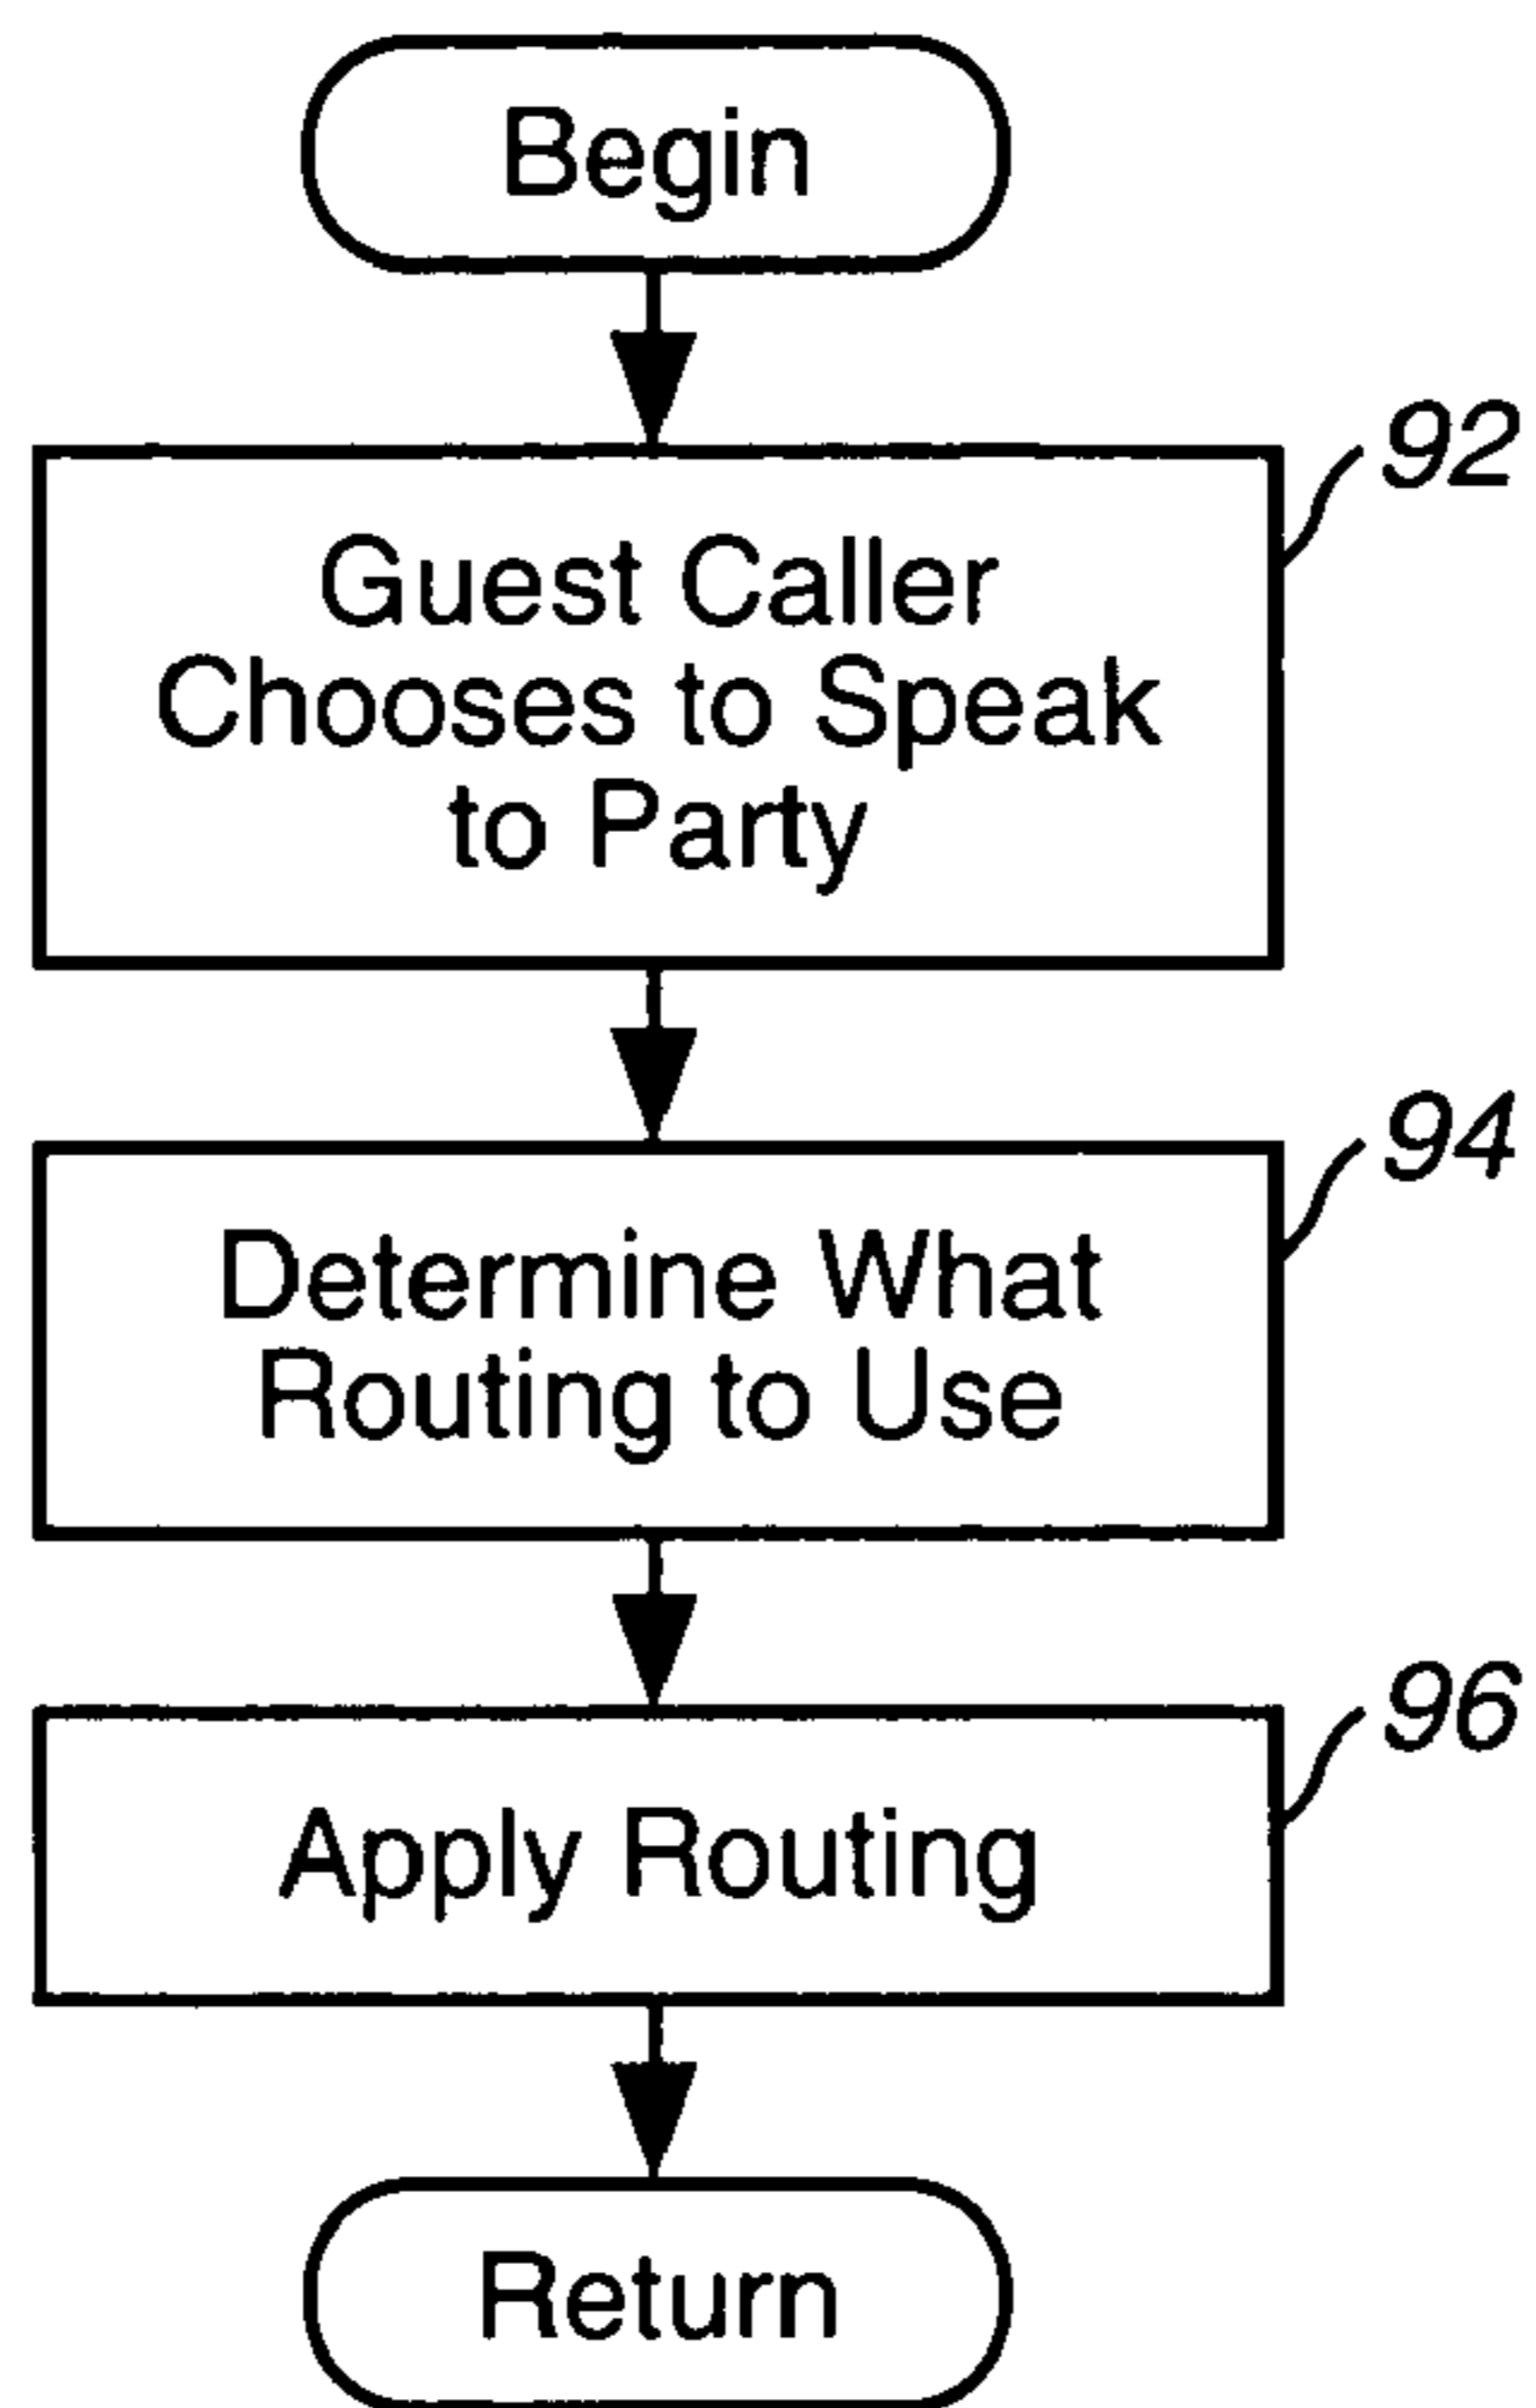 Begin
92
Guest Caller
Chooses to Speak
to Party
94
Determine What
Routing to Use
96
Apply Routing
Return